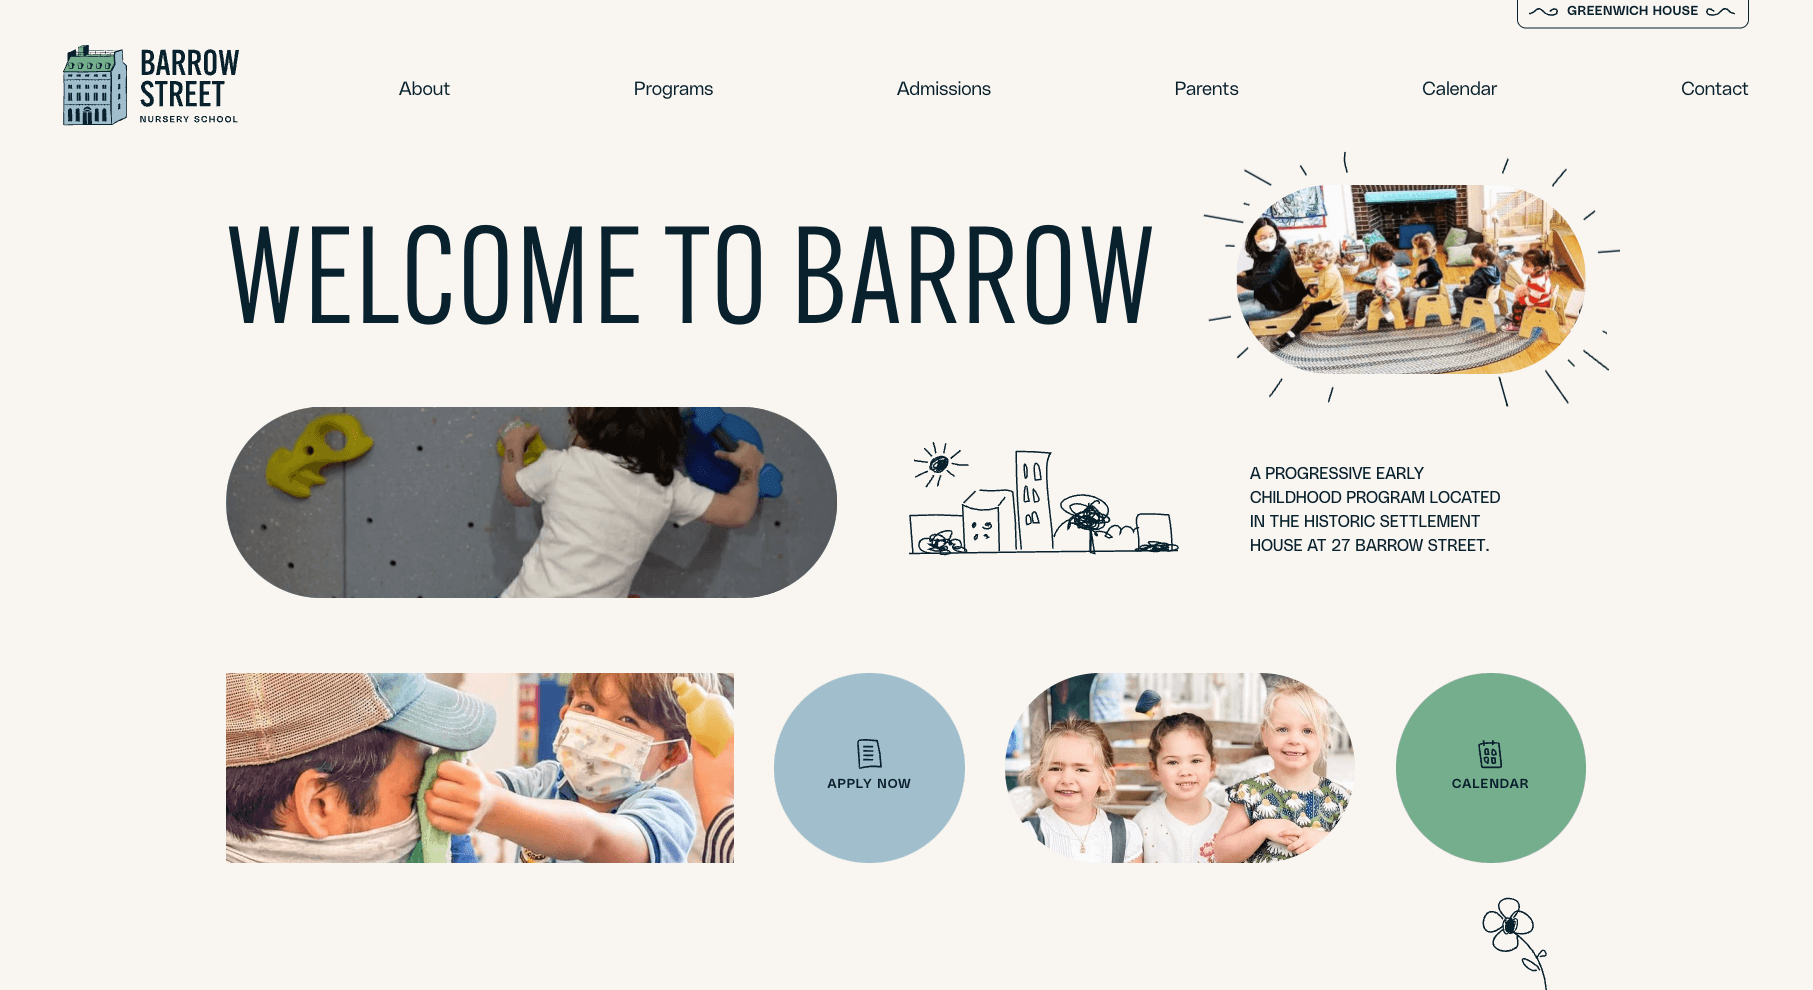 GREENWICH HOUSE
BARROW
STREET
NURSERY SCHOOL
About
Programs
Admissions
Parents
Calendar
Contact
WELCOME TO BARROW
A PROGRESSIVE EARLY
CHILDHOOD PROGRAM LOCATED
IN THE HISTORIC SETTLEMENT
HOUSE AT 27 BARROW STREET.
APPLY NOW
CALENDAR